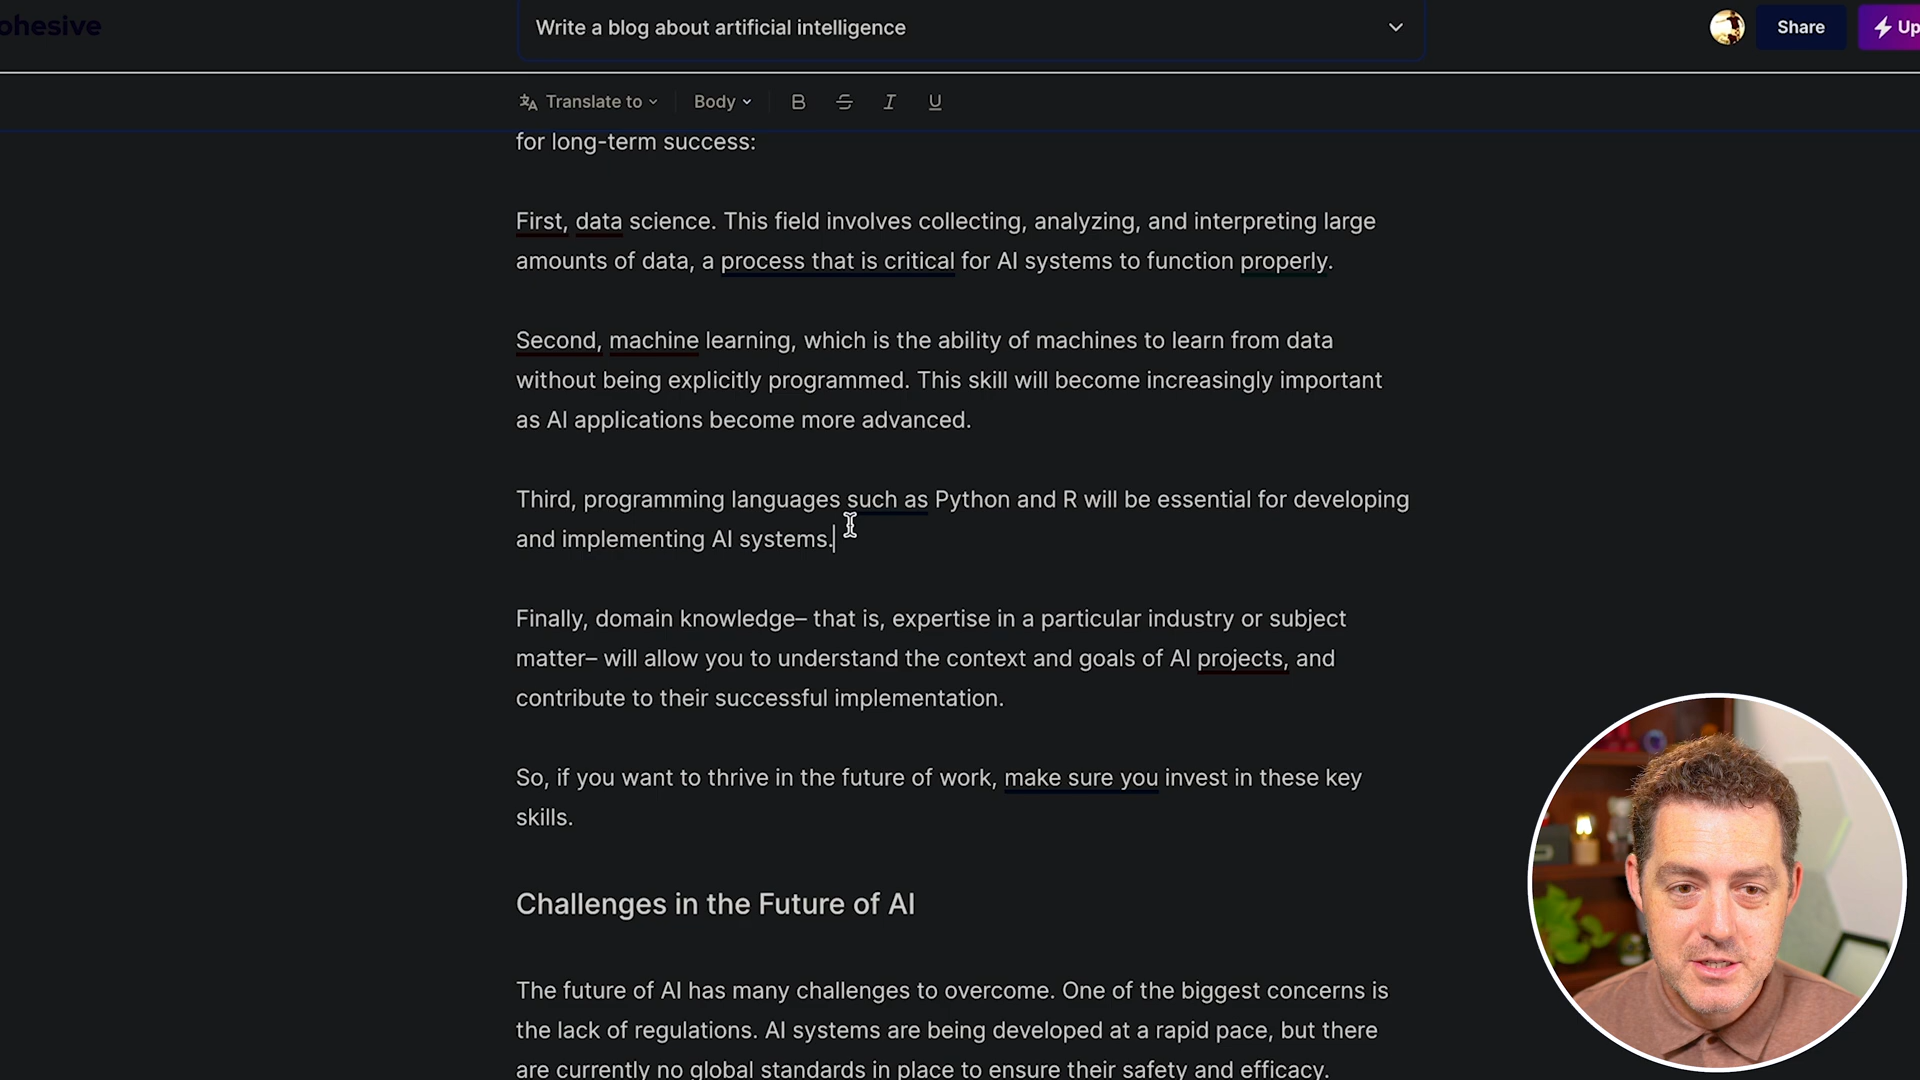 ohesive
Write a blog about artificial intelligence
Share
Up
Translate to
Body
B
S
I
U
for long-term success:
First, data science. This field involves collecting, analyzing, and interpreting large
amounts of data, a process that is critical for AI systems to function properly.
Second, machine learning, which is the ability of machines to learn from data
without being explicitly programmed. This skill will become increasingly important
as AI applications become more advanced.
Third, programming languages such as Python and R will be essential for developing
and implementing AI systems.
Finally, domain knowledge– that is, expertise in a particular industry or subject
matter– will allow you to understand the context and goals of AI projects, and
contribute to their successful implementation.
So, if you want to thrive in the future of work, make sure you invest in these key
skills.
Challenges in the Future of AI
The future of AI has many challenges to overcome. One of the biggest concerns is
the lack of regulations. AI systems are being developed at a rapid pace, but there
are currently no global standards in place to ensure their safety and efficacy.